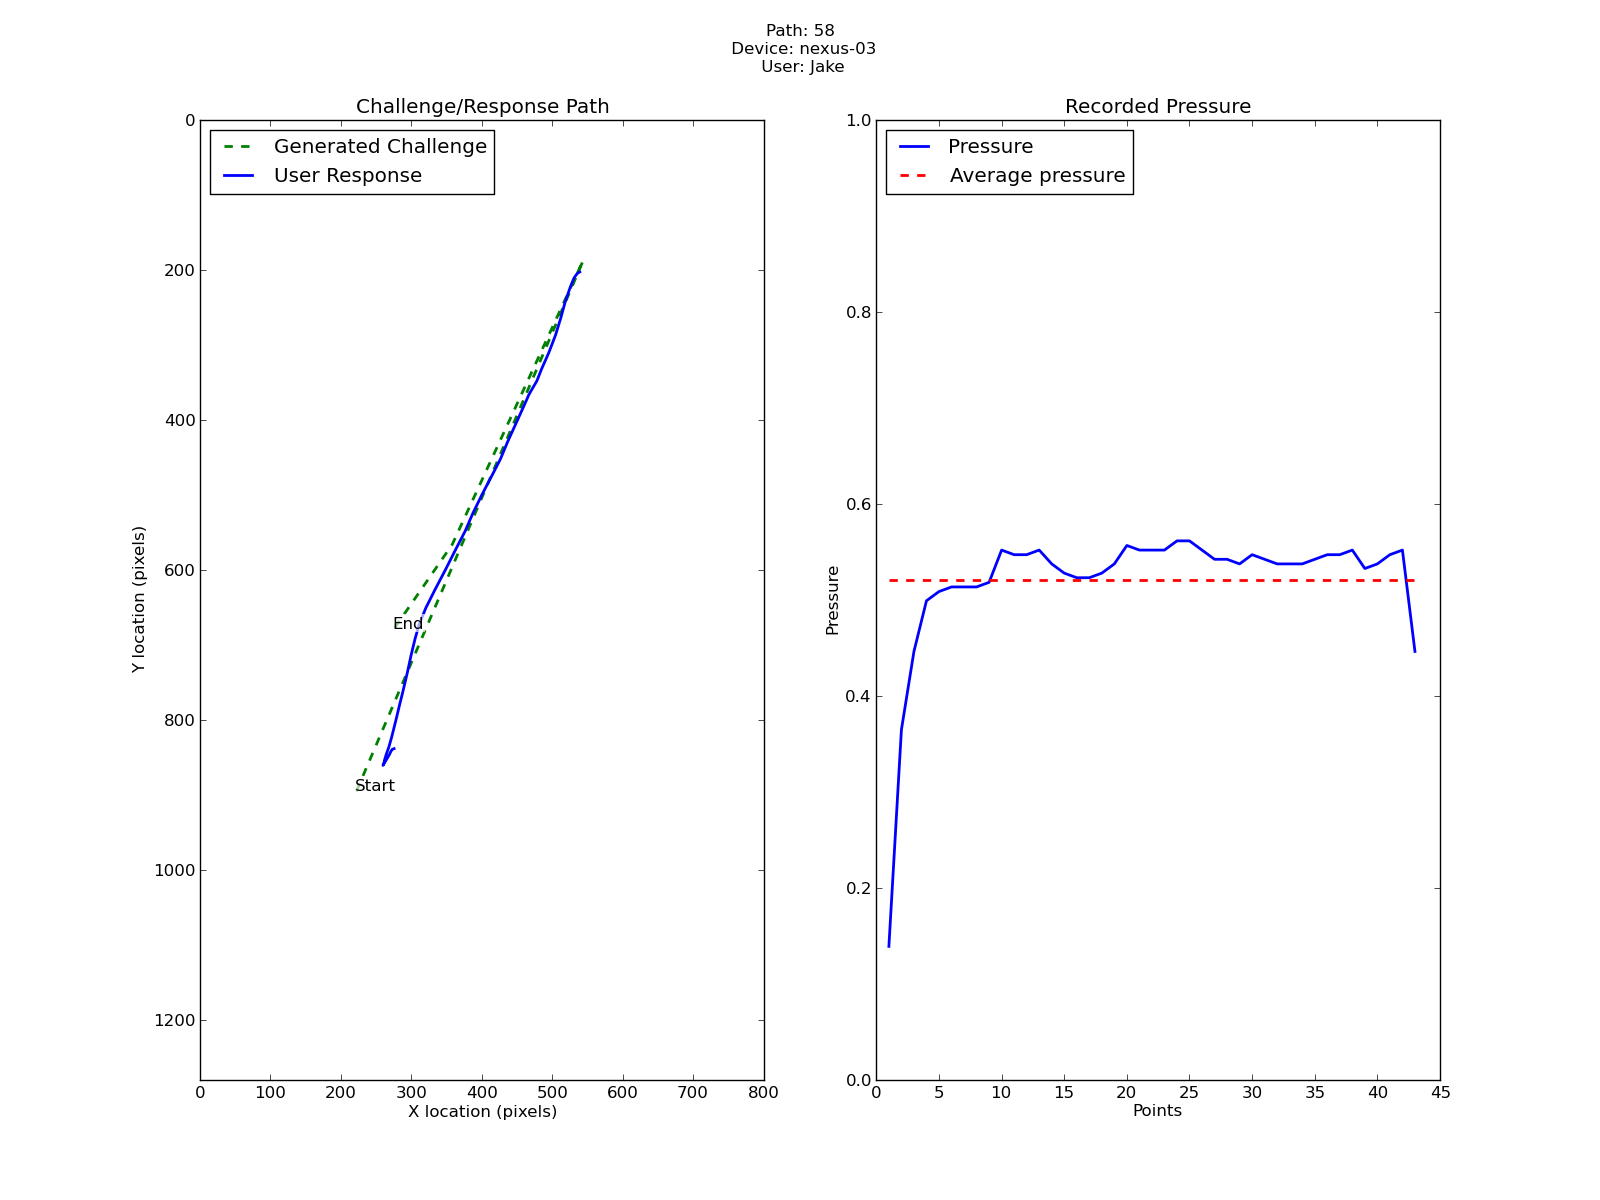 Path: 58
Device: nexus-03
User: Jake
Challenge/Response Path
Generated Challenge
User Response
0
200
400
600
800
1000
1200
Y location (pixels)
End
Start
0 100 200 300 400 500 600 700 800
X location (pixels)
Recorded Pressure
Pressure
Average pressure
1.0
0.8
0.6
0.4
0.2
0.0
Pressure
0 5 10 15 20 25 30 35 40 45
Points